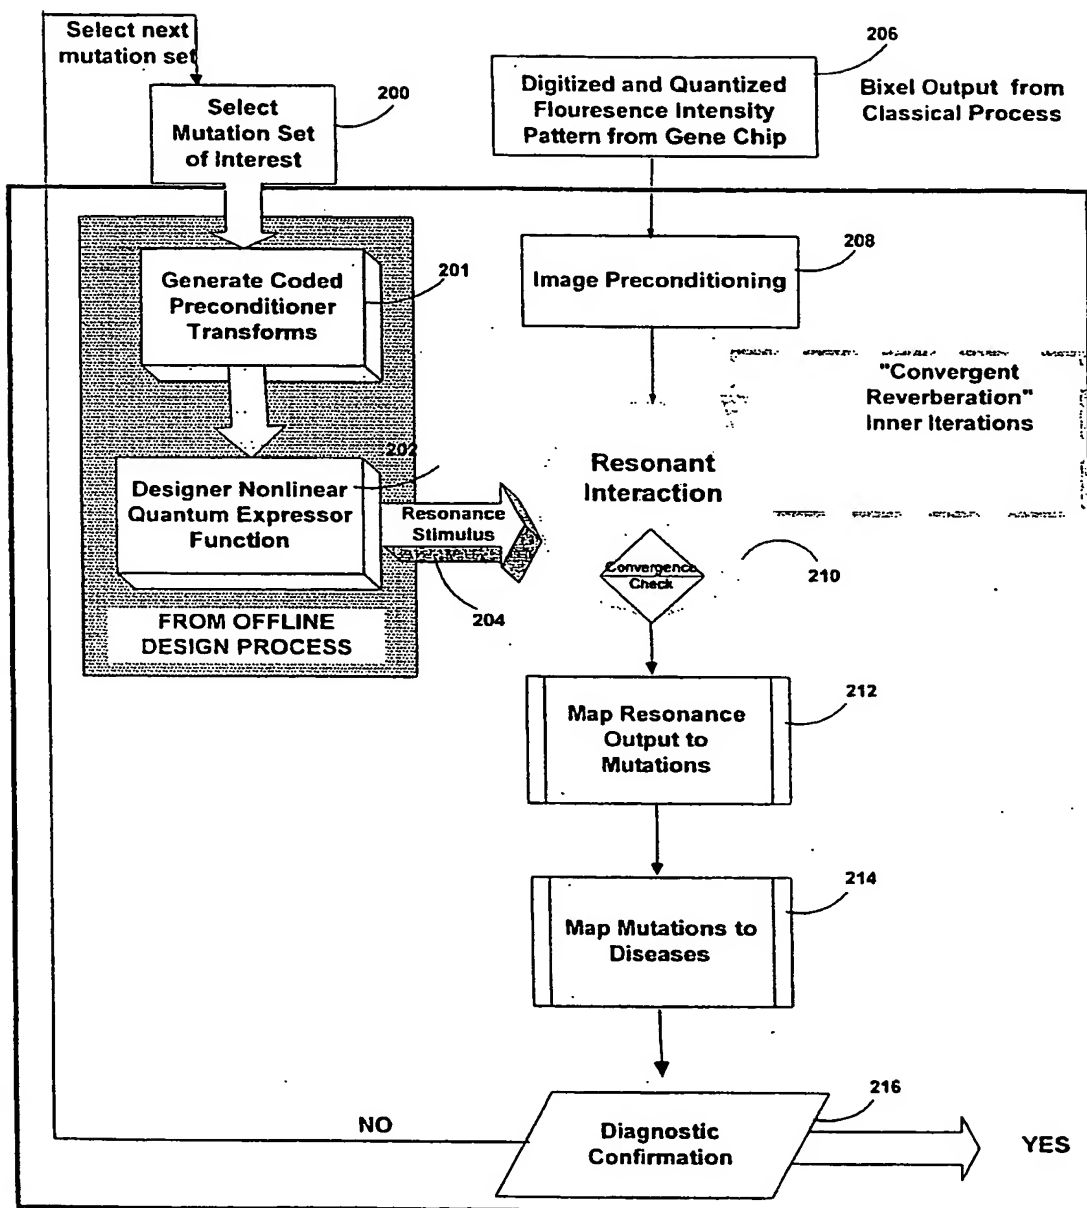 Select next
mutation set
200
Select
Mutation Set
of Interest
206
Digitized and Quantized
Flouresence Intensity
Pattern from Gene Chip
Bixel Output from
Classical Process
201
Generate Coded
Preconditioner
Transforms
208
Image Preconditioning
"Convergent
Reverberation"
Inner Iterations
202
Designer Nonlinear
Quantum Expressor
Function
Resonance
Stimulus
204
Resonant
Interaction
Convergence
Check
210
FROM OFFLINE
DESIGN PROCESS
212
Map Resonance
Output to
Mutations
214
Map Mutations to
Diseases
216
NO
Diagnostic
Confirmation
YES